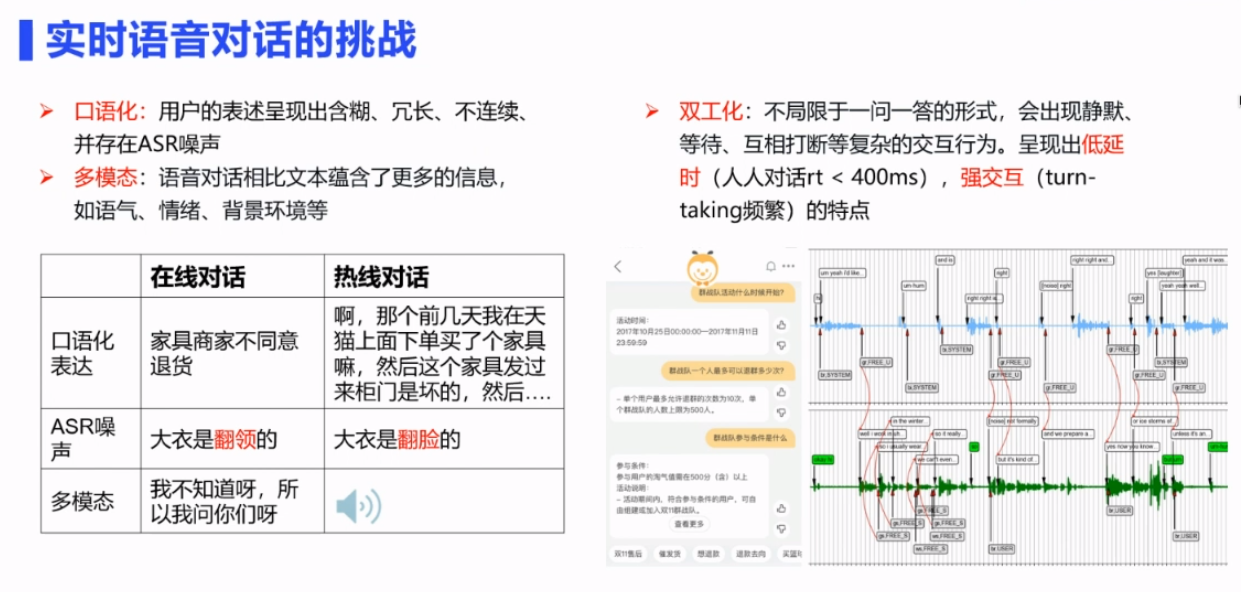 实时语音对话的挑战
➢ 口语化：用户的表述呈现出含糊、冗长、不连续、
并存在ASR噪声
➢ 多模态：语音对话相比文本蕴含了更多的信息，
如语气、情绪、背景环境等
➢ 双工化：不局限于一问一答的形式，会出现静默、
等待、互相打断等复杂的交互行为。呈现出低延
时（人人对话rt < 400ms），强交互（turn-
taking频繁）的特点
在线对话
热线对话
口语化
表达
家具商家不同意
退货
啊，那个前几天我在天
猫上面下单买了个家具
嘛，然后这个家具发过
来柜门是坏的，然后....
ASR噪
声
大衣是翻领的
大衣是翻脸的
多模态
我不知道呀，所
以我问你们呀
群战队活动什么时候开始?
活动时间：
2017年10月25日00:00:00—2017年11月11日
23:59:59
群战队一个人最多可以退群多少次?
- 单个用户最多允许退群的次数为10次，单
个群战队的人数上限为500人。
群战队参与条件是什么
参与条件：
参与用户的淘气值需在500分（含）以上
活动说明：
- 活动期间内，符合参与条件的用户，可自
由组建或加入双11群战队。
查看更多
双11售后
催发货
想退款
退款去向
um yeah i'd like...
um hum
and io
right right a...
right
[noise] right
right right and...
right
yes [laughter]
yeah yeah well...
yeah and it was..
br,SYSTEM
gr,FREE_U
ls,SYSTEM
ls,SYSTEM
gr,FREE_U
gr,FREE_U
gr,FREE_U
gr,FREE_U
gr,FREE_U
ls,SYSTEM
gr,FREE_U
in the winter...
so i usually wear...
so it really...
we can't even...
[noise] not formally
but it's kind of...
and we prepare a...
yes now you know...
or ice storms of...
unless it's an...
gs,FREE_S
gs,FREE_S
gs,FREE_S
ws,FREE_S
ws,FREE_S
br,USER
br,USER
br,USER